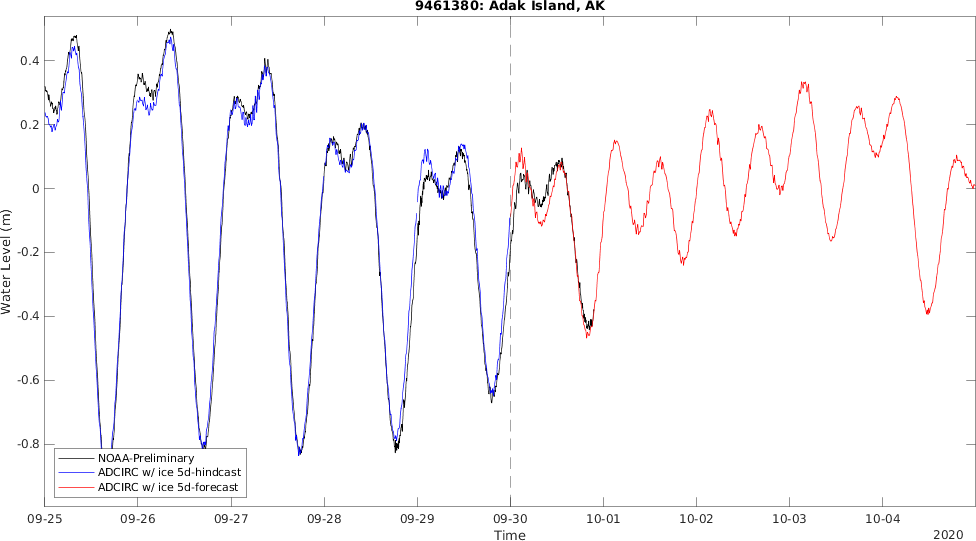 9461380: Adak Island, AK
0.4
0.2
0
-0.2
-0.4
-0.6
-0.8
Water Level (m)
NOAA-Preliminary
ADCIRC w/ ice 5d-hindcast
ADCIRC w/ ice 5d-forecast
09-25 09-26 09-27 09-28 09-29 09-30 10-01 10-02 10-03 10-04
Time
2020